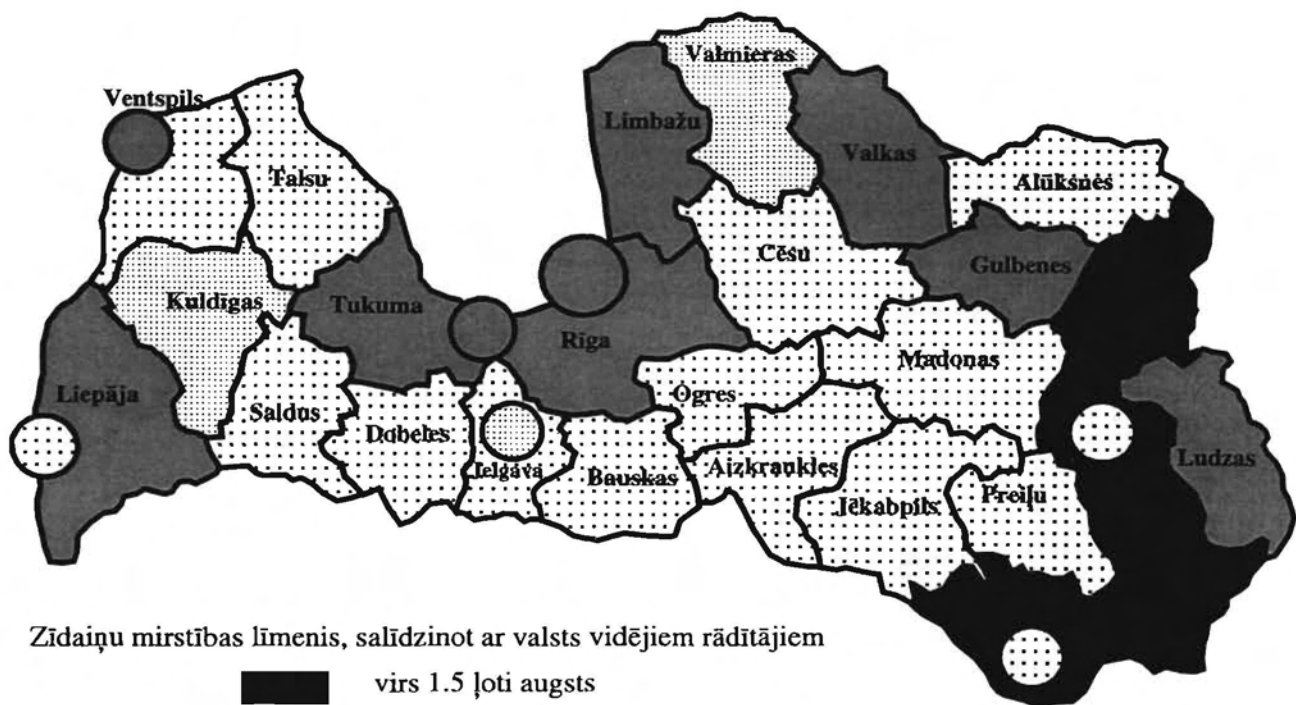 Valmieras
Ventspils
Limbažu
Valkas
Talsu
Alūksnes
Cēsu
Gulbenes
Kuldīgas
Tukuma
Rīga
Madonas
Liepāja
Ogres
Saldus
Dobeles
Jelgava
Bauskas
Aizkraukles
Ludzas
Jēkabpils
Preiļu
Zīdaiņu mirstības līmenis, salīdzinot ar valsts vidējiem rādītājiem
virs 1.5 ļoti augsts